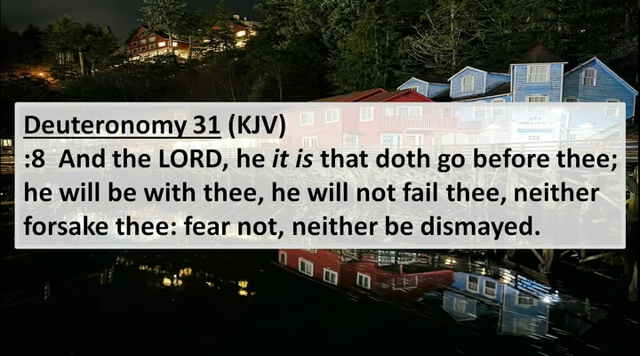 Deuteronomy 31 (KJV)
:8 And the LORD, he it is that doth go before thee;
he will be with thee, he will not fail thee, neither
forsake thee: fear not, neither be dismayed.